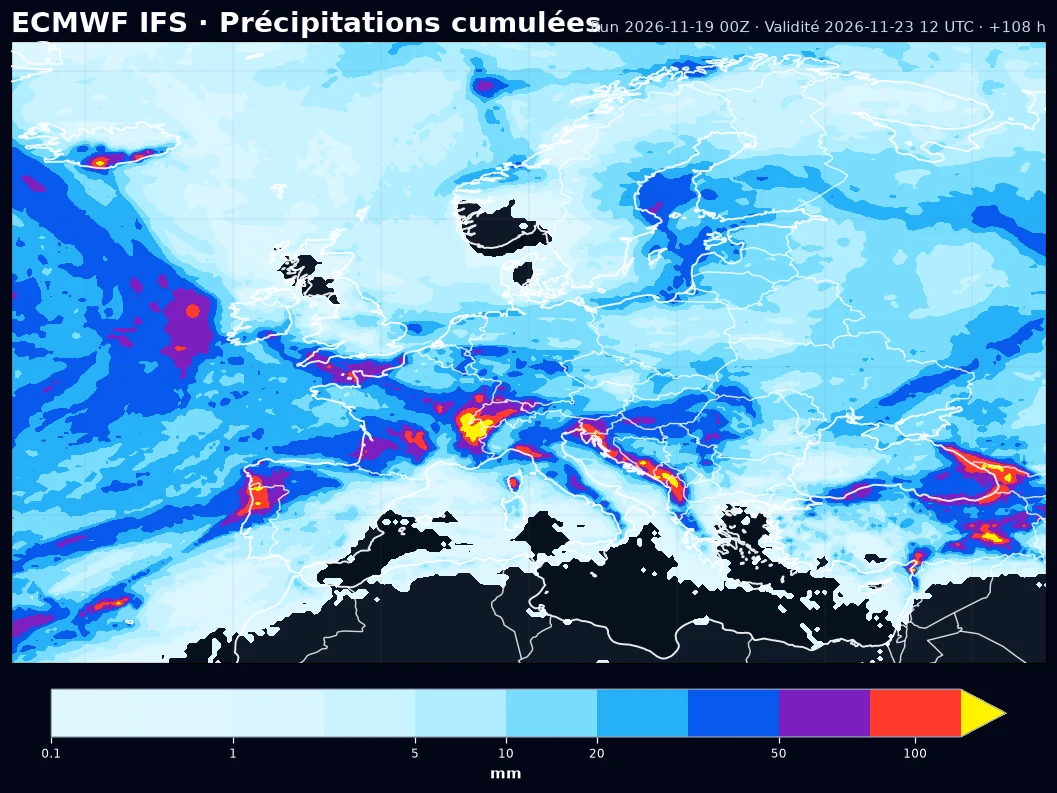 ECMWF IFS · Précipitations cumulées
Run 2026-11-19 00Z · Validité 2026-11-23 12 UTC · +108 h
0.1 1 5 10 20 50 100
mm